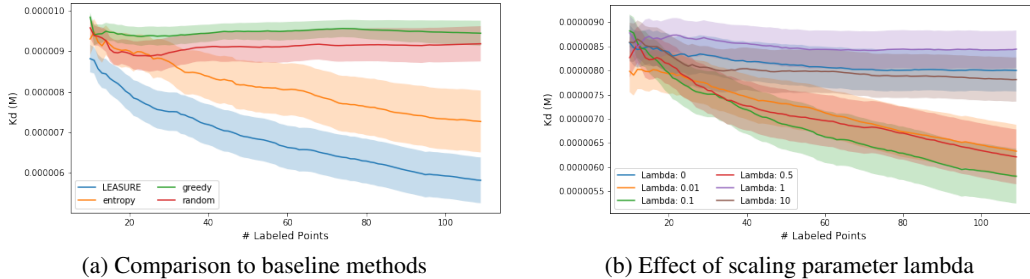 0.000010
0.000009
0.000008
0.000007
0.000006
Kd (M)
LEASURE
entropy
greedy
random
20
40
60
80
100
# Labeled Points
(a) Comparison to baseline methods
0.0000090
0.0000085
0.0000080
0.0000075
0.0000070
0.0000065
0.0000060
0.0000055
Kd (M)
Lambda: 0
Lambda: 0.01
Lambda: 0.1
Lambda: 0.5
Lambda: 1
Lambda: 10
20
40
60
80
100
# Labeled Points
(b) Effect of scaling parameter lambda